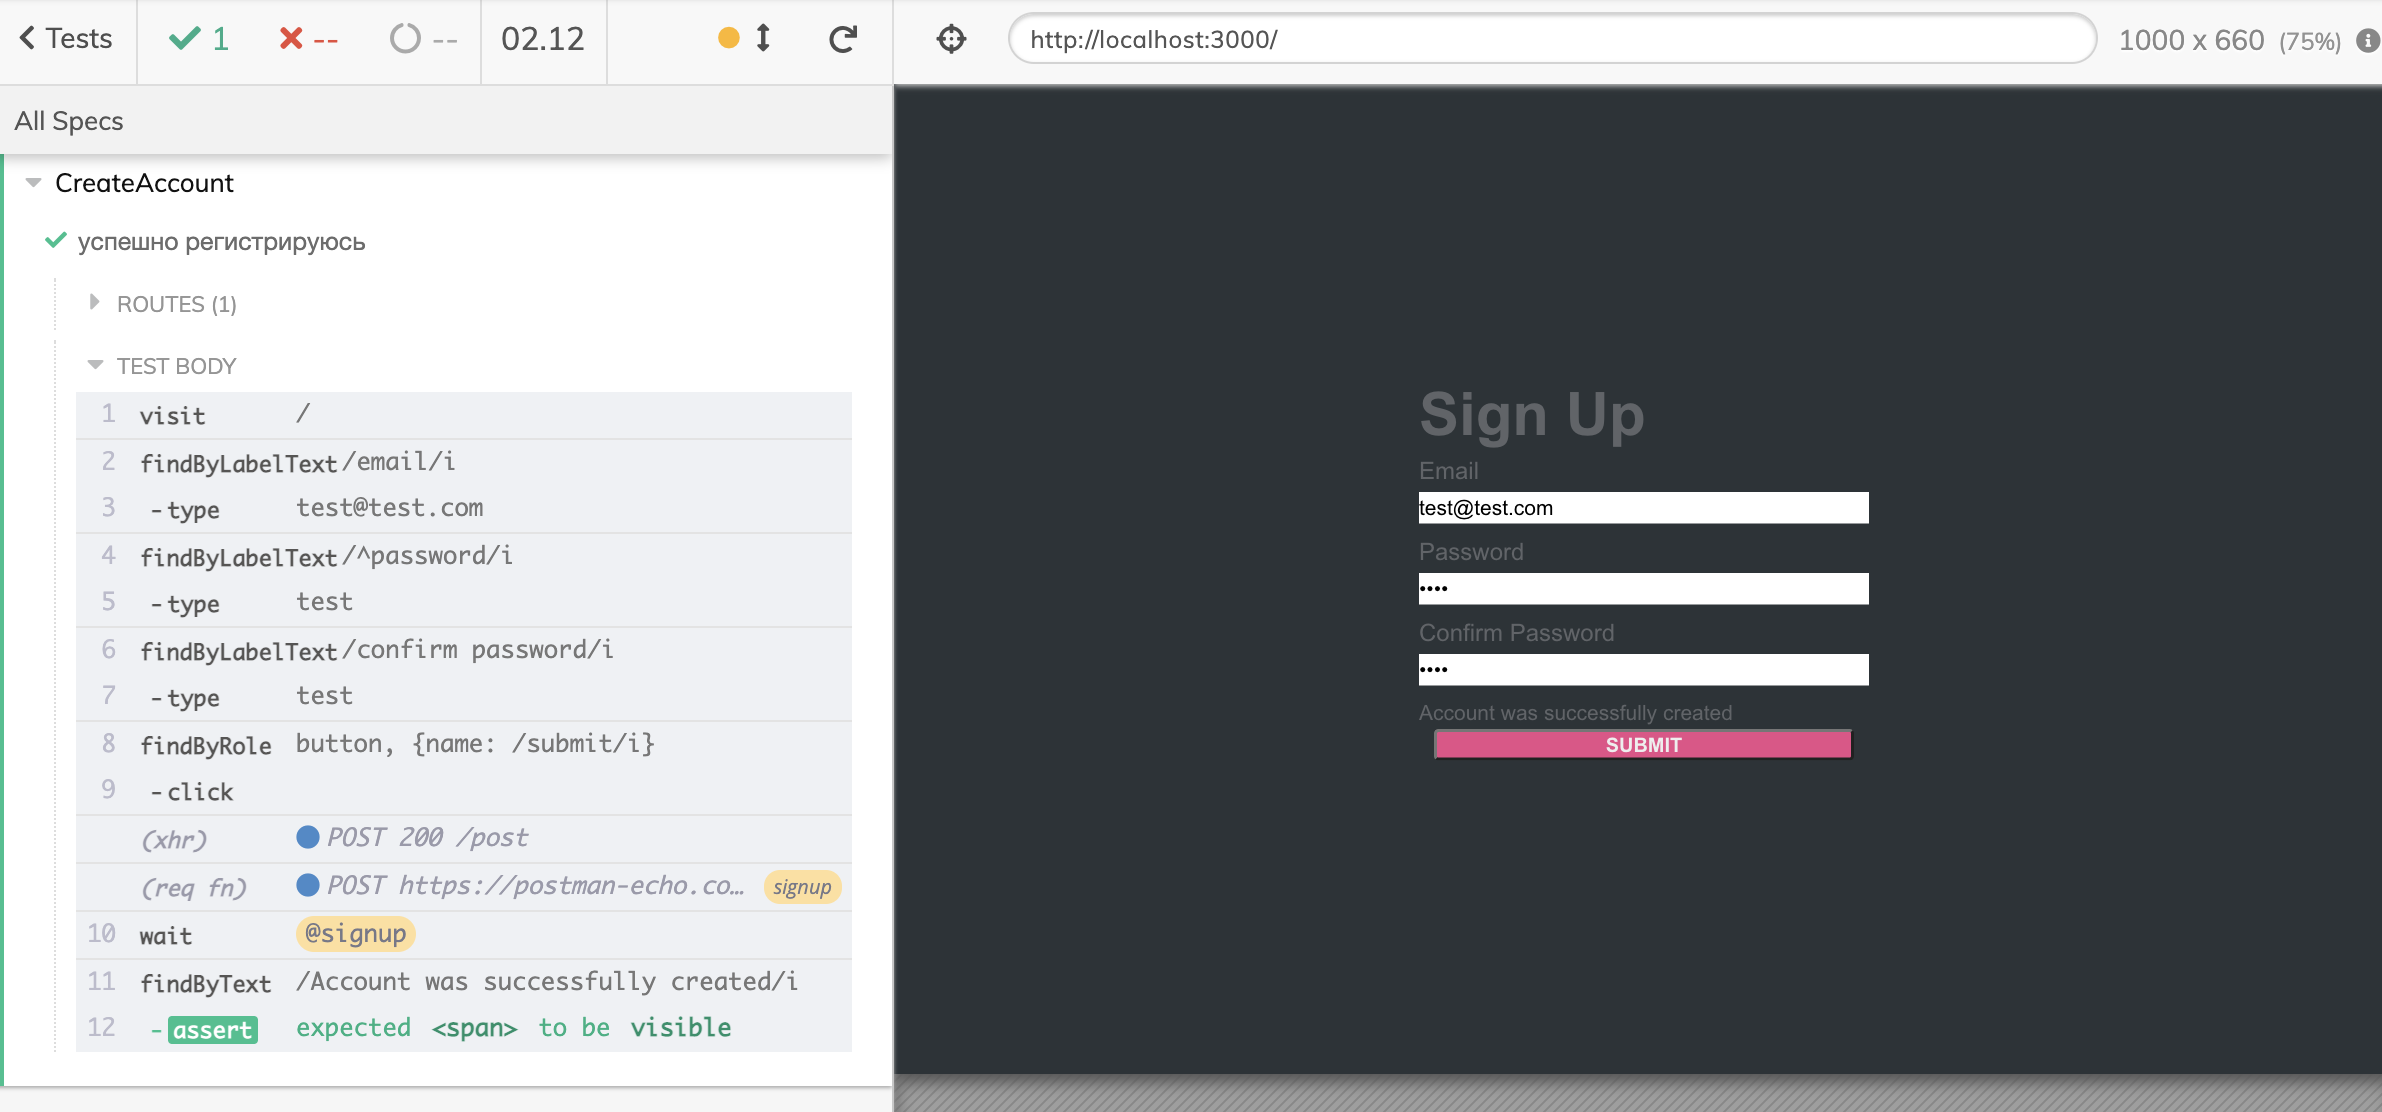 Tests 1 -- -- 02.12
http://localhost:3000/ 1000 x 660 (75%)
All Specs
CreateAccount
успешно регистрируюсь
ROUTES (1)
TEST BODY
1 visit /
2 findByLabelText /email/i
3 -type test@test.com
4 findByLabelText /^password/i
5 -type test
6 findByLabelText /confirm password/i
7 -type test
8 findByRole button, {name: /submit/i}
9 -click
(xhr) POST 200 /post
(req fn) POST https://postman-echo.co... signup
10 wait @signup
11 findByText /Account was successfully created/i
12 -assert expected <span> to be visible
Sign Up
Email
test@test.com
Password
••••
Confirm Password
••••
Account was successfully created
SUBMIT